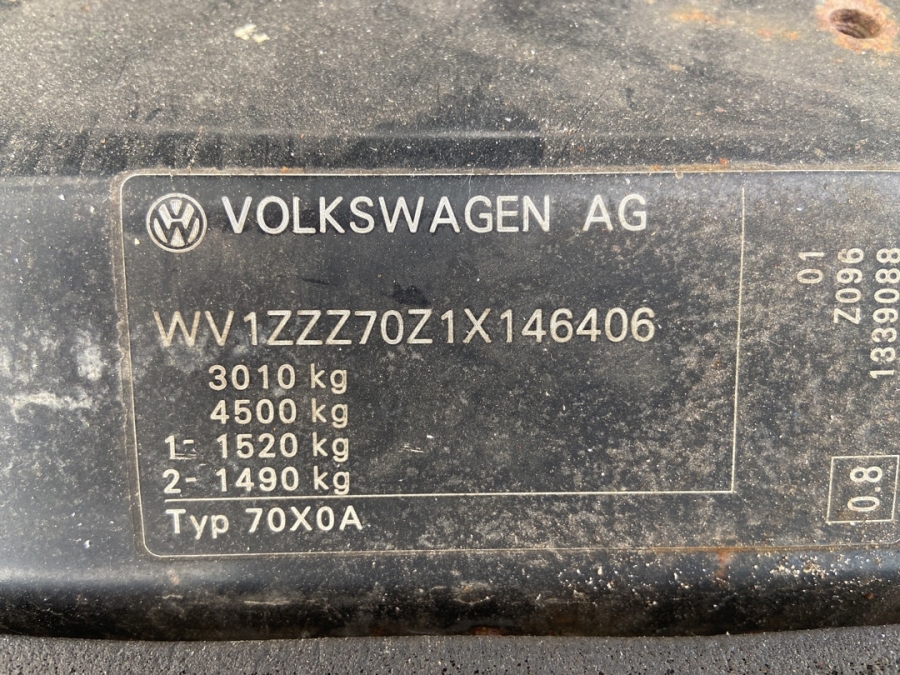 VOLKSWAGEN AG
WV1ZZZ70Z1X146406
3010 kg
4500 kg
1- 1520 kg
2- 1490 kg
Typ 70X0A
01
Z096
1339088
0.8